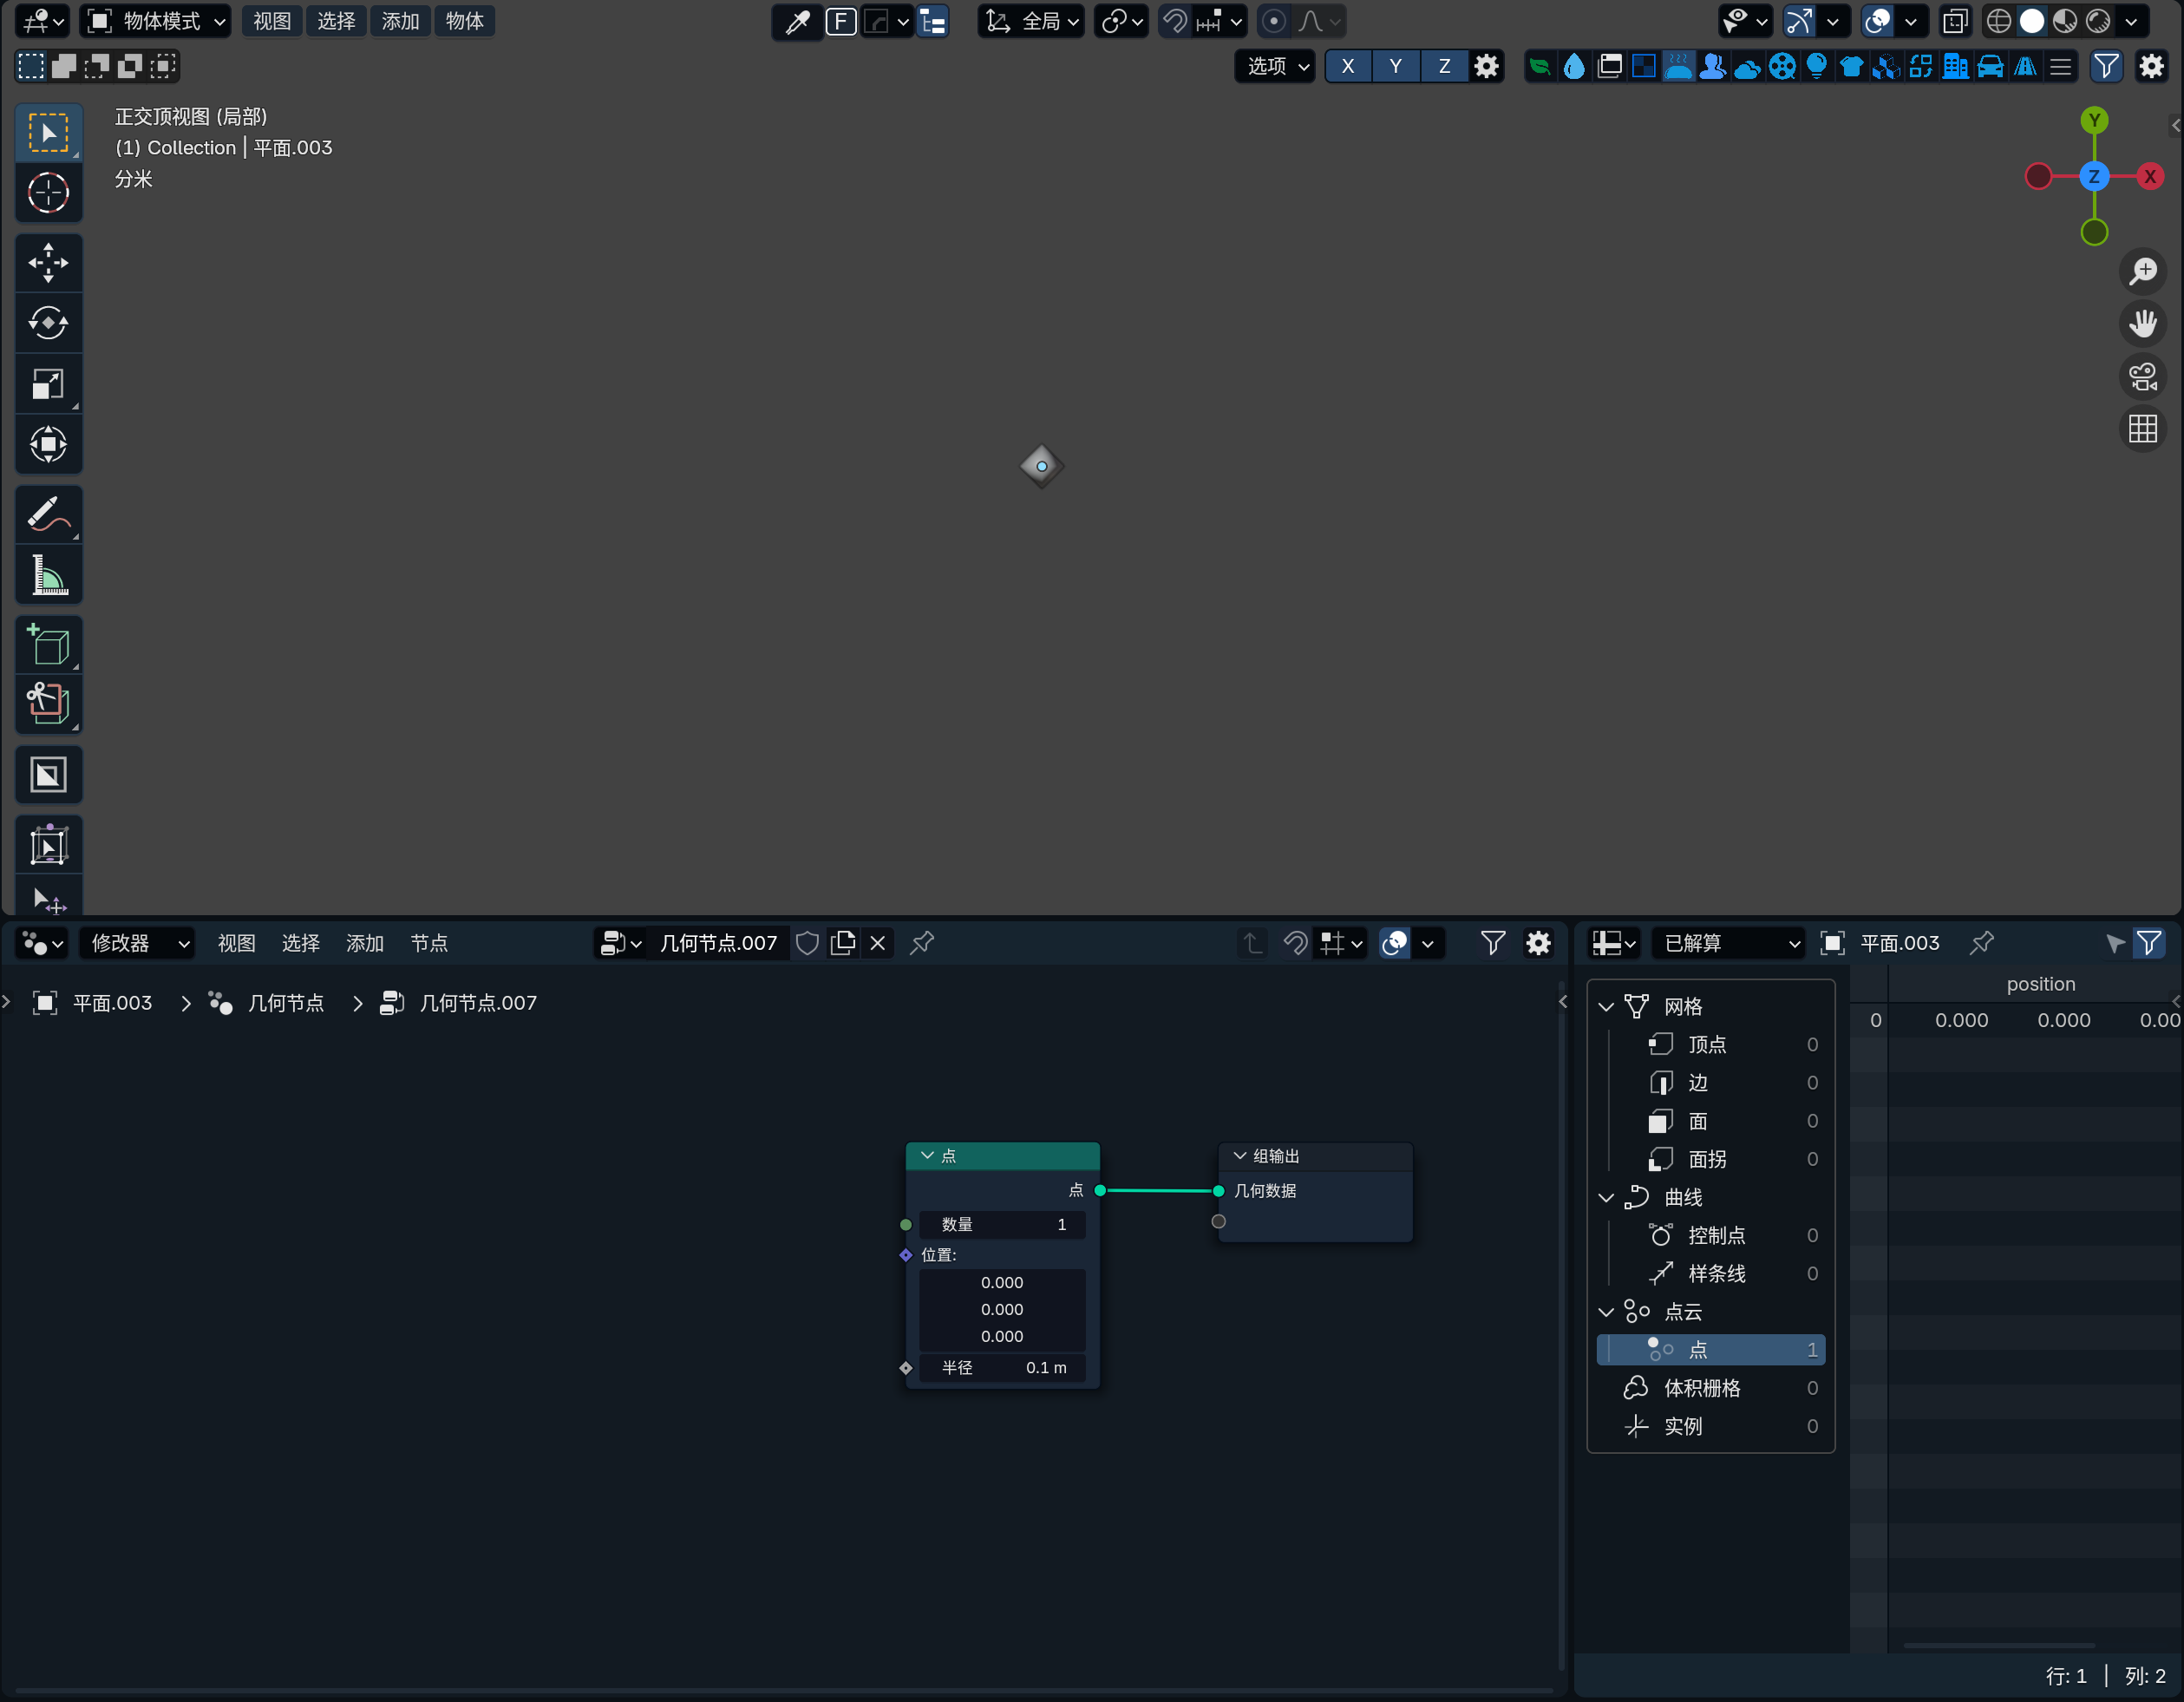 物体模式 视图 选择 添加 物体 F 全局
选项 X Y Z
正交顶视图 (局部)
(1) Collection | 平面.003
分米
Y
Z X
修改器 视图 选择 添加 节点 几何节点.007
平面.003 > 几何节点 > 几何节点.007
点
点
数量 1
位置:
0.000
0.000
0.000
半径 0.1 m
组输出
几何数据
已解算 平面.003
网格
顶点 0
边 0
面 0
面拐 0
曲线
控制点 0
样条线 0
点云
点 1
体积栅格 0
实例 0
position
0 0.000 0.000 0.00
行: 1 | 列: 2